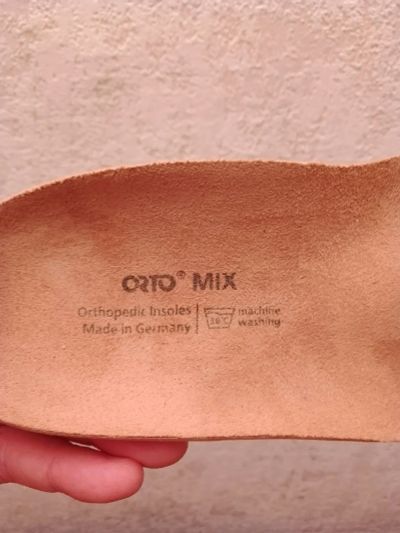 ORTO® MIX
Orthopedic Insoles
Made in Germany
30°C
machine
washing